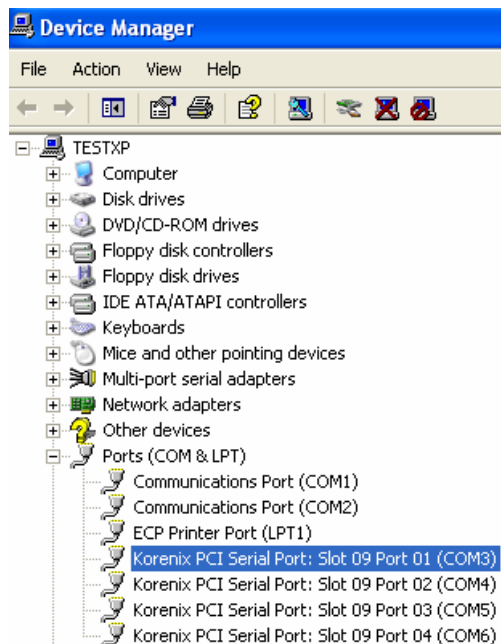 Device Manager
File Action View Help
TESTXP
Computer
Disk drives
DVD/CD-ROM drives
Floppy disk controllers
Floppy disk drives
IDE ATA/ATAPI controllers
Keyboards
Mice and other pointing devices
Multi-port serial adapters
Network adapters
Other devices
Ports (COM & LPT)
Communications Port (COM1)
Communications Port (COM2)
ECP Printer Port (LPT1)
Korenix PCI Serial Port: Slot 09 Port 01 (COM3)
Korenix PCI Serial Port: Slot 09 Port 02 (COM4)
Korenix PCI Serial Port: Slot 09 Port 03 (COM5)
Korenix PCI Serial Port: Slot 09 Port 04 (COM6)